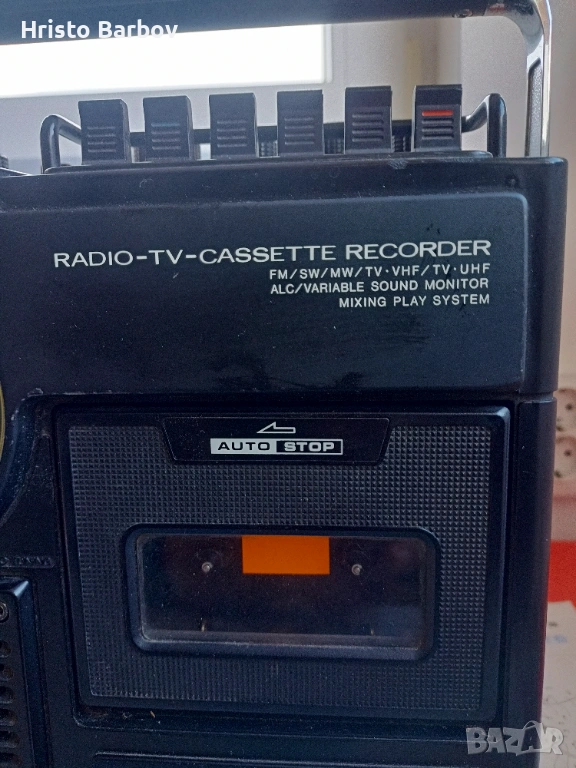 Hristo Barbov
RADIO-TV-CASSETTE RECORDER
FM/SW/MW/TV·VHF/TV·UHF
ALC/VARIABLE SOUND MONITOR
MIXING PLAY SYSTEM
AUTO STOP
BAZAR